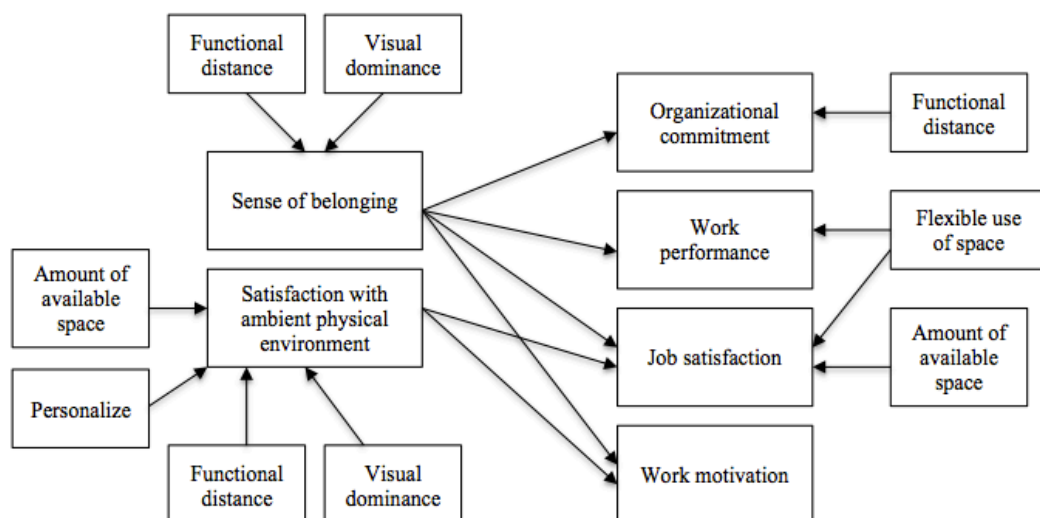 Functional
distance
Visual
dominance
Organizational
commitment
Functional
distance
Sense of belonging
Work
performance
Flexible use
of space
Amount of
available
space
Satisfaction with
ambient physical
environment
Job satisfaction
Amount of
available
space
Personalize
Functional
distance
Visual
dominance
Work motivation